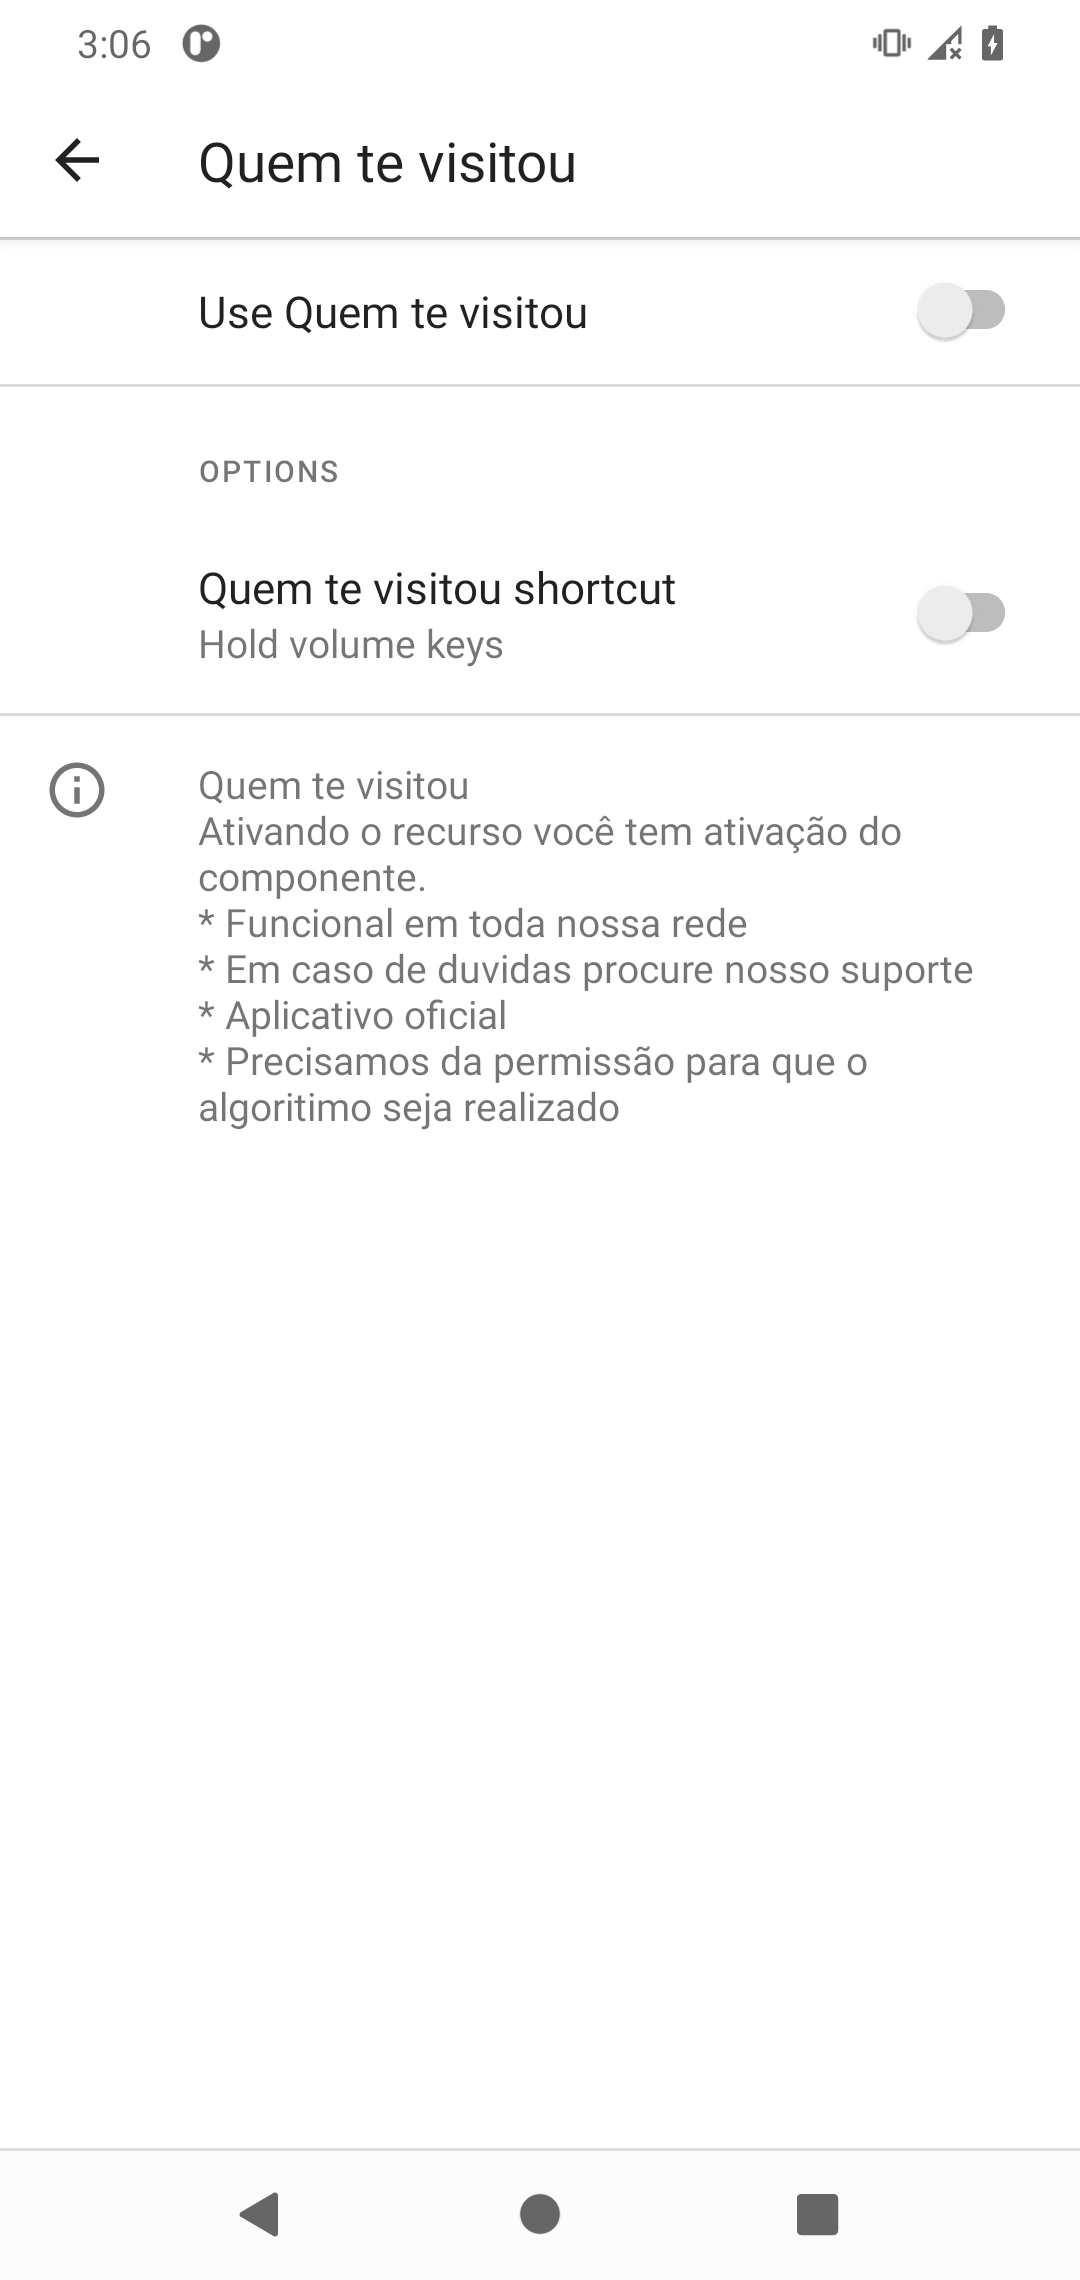 3:06
Quem te visitou
Use Quem te visitou
OPTIONS
Quem te visitou shortcut
Hold volume keys
Quem te visitou
Ativando o recurso você tem ativação do
componente.
* Funcional em toda nossa rede
* Em caso de duvidas procure nosso suporte
* Aplicativo oficial
* Precisamos da permissão para que o
algoritimo seja realizado